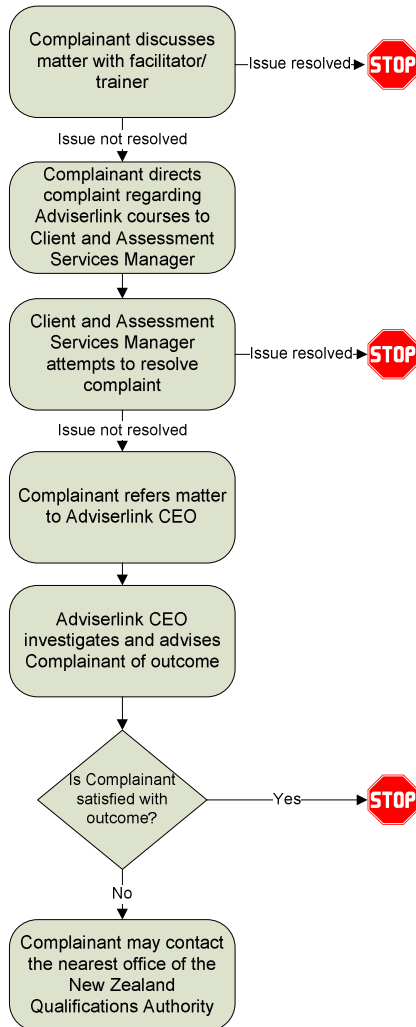 Complainant discusses
matter with facilitator/
trainer
Issue resolved
STOP
Issue not resolved
Complainant directs
complaint regarding
Adviserlink courses to
Client and Assessment
Services Manager
Client and Assessment
Services Manager
attempts to resolve
complaint
Issue resolved
STOP
Issue not resolved
Complainant refers matter
to Adviserlink CEO
Adviserlink CEO
investigates and advises
Complainant of outcome
Is Complainant
satisfied with
outcome?
Yes
STOP
No
Complainant may contact
the nearest office of the
New Zealand
Qualifications Authority